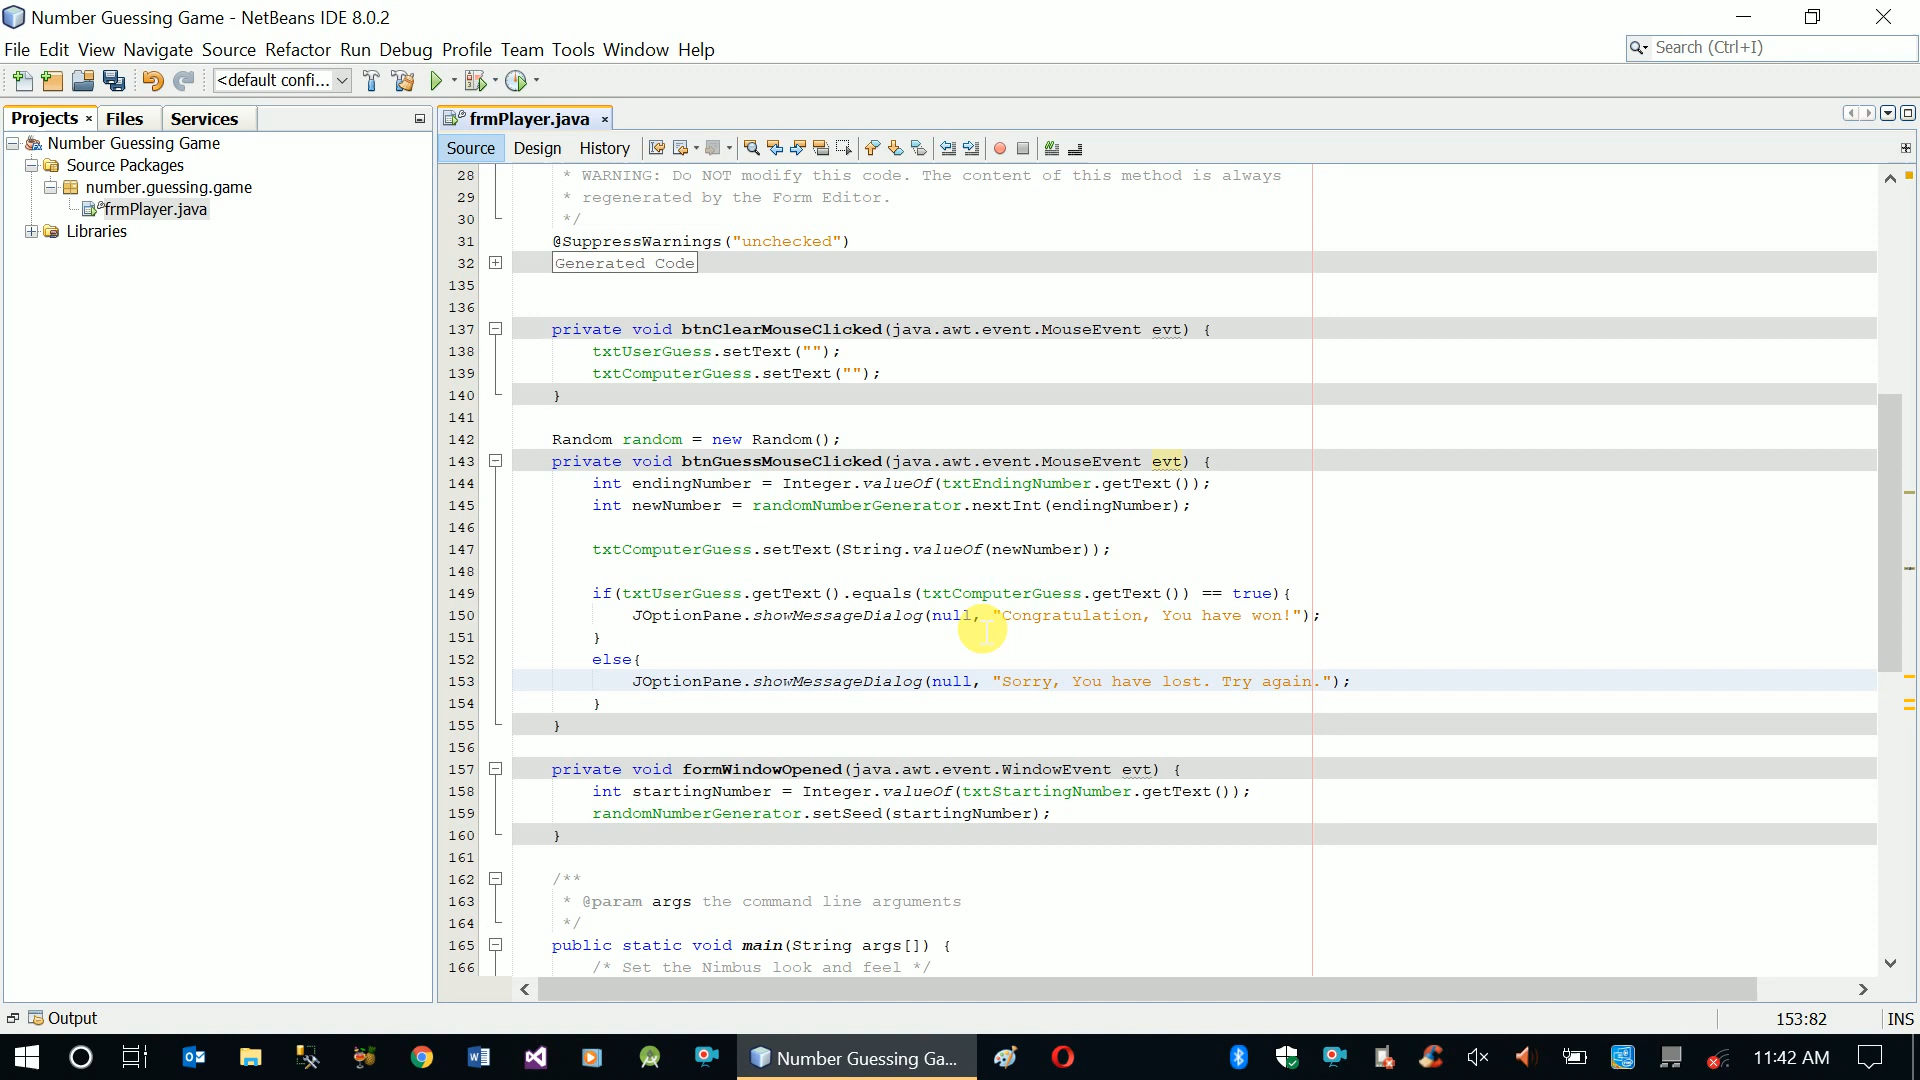 Number Guessing Game - NetBeans IDE 8.0.2
File Edit View Navigate Source Refactor Run Debug Profile Team Tools Window Help
Search (Ctrl+I)
<default confi...
Projects Files Services
frmPlayer.java
Number Guessing Game
Source Packages
number.guessing.game
frmPlayer.java
Libraries
Source Design History
28 * WARNING: Do NOT modify this code. The content of this method is always
29 * regenerated by the Form Editor.
30 */
31 @SuppressWarnings("unchecked")
32 Generated Code
135
136
137 private void btnClearMouseClicked(java.awt.event.MouseEvent evt) {
138 txtUserGuess.setText("");
139 txtComputerGuess.setText("");
140 }
141
142 Random random = new Random();
143 private void btnGuessMouseClicked(java.awt.event.MouseEvent evt) {
144 int endingNumber = Integer.valueOf(txtEndingNumber.getText());
145 int newNumber = randomNumberGenerator.nextInt(endingNumber);
146
147 txtComputerGuess.setText(String.valueOf(newNumber));
148
149 if(txtUserGuess.getText().equals(txtComputerGuess.getText()) == true){
150 JOptionPane.showMessageDialog(null, "Congratulation, You have won!");
151 }
152 else{
153 JOptionPane.showMessageDialog(null, "Sorry, You have lost. Try again.");
154 }
155 }
156
157 private void formWindowOpened(java.awt.event.WindowEvent evt) {
158 int startingNumber = Integer.valueOf(txtStartingNumber.getText());
159 randomNumberGenerator.setSeed(startingNumber);
160 }
161
162 /**
163 * @param args the command line arguments
164 */
165 public static void main(String args[]) {
166 /* Set the Nimbus look and feel */
Output
153:82 INS
Number Guessing Ga...
11:42 AM